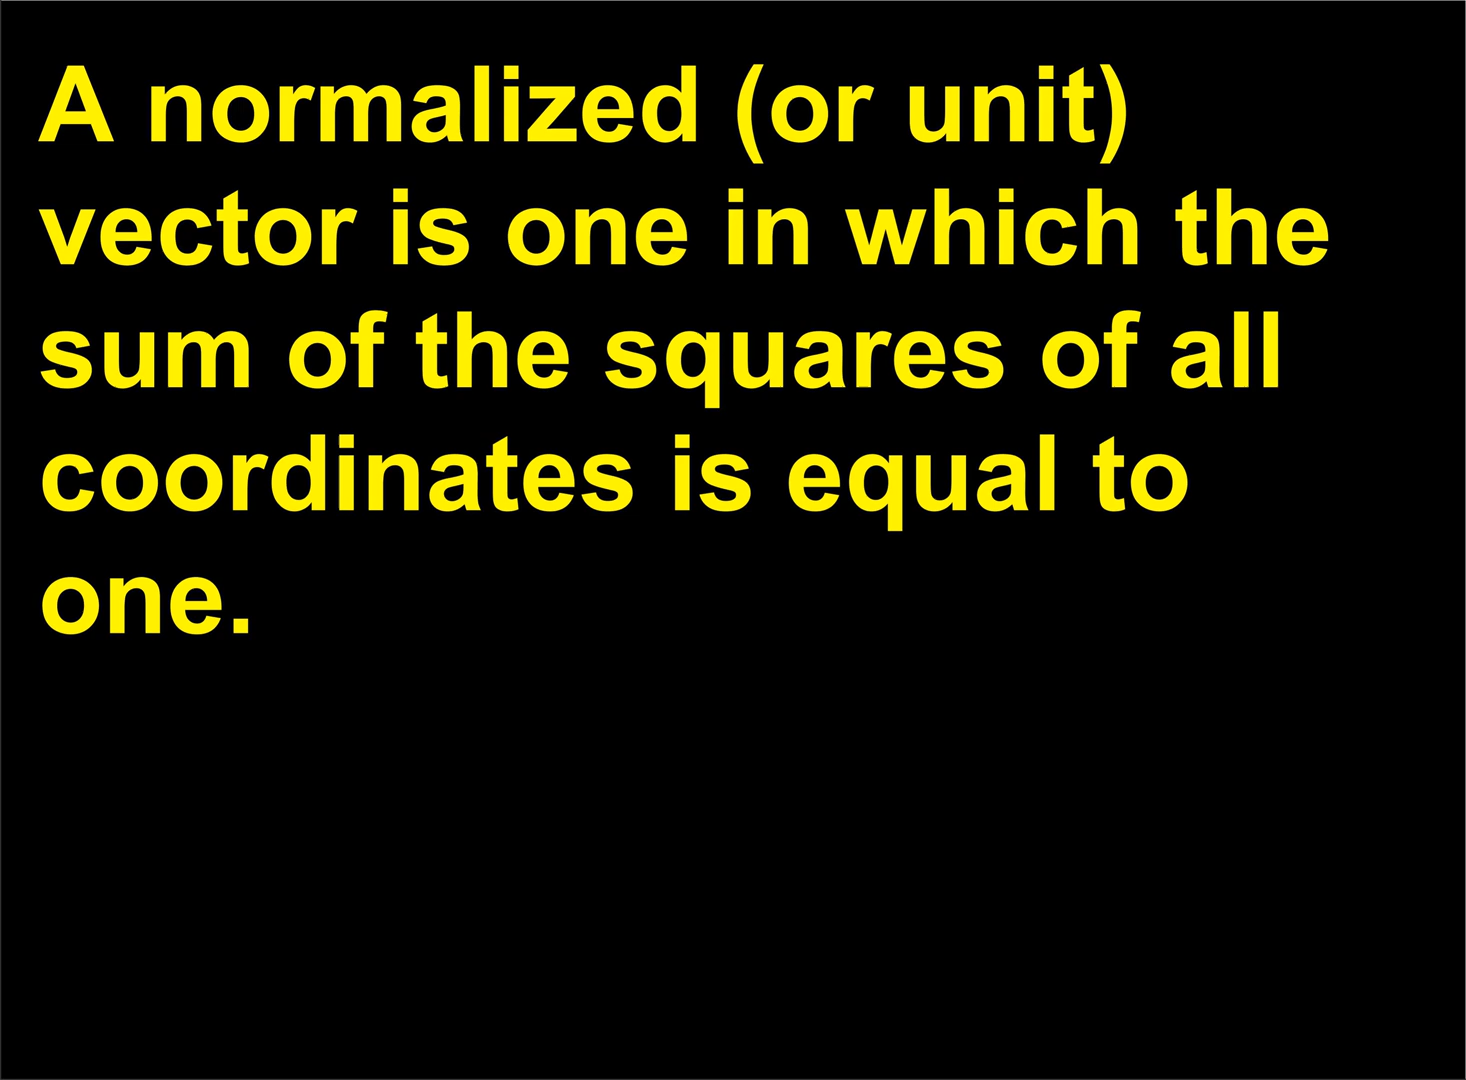 A normalized (or unit)
vector is one in which the
sum of the squares of all
coordinates is equal to
one.